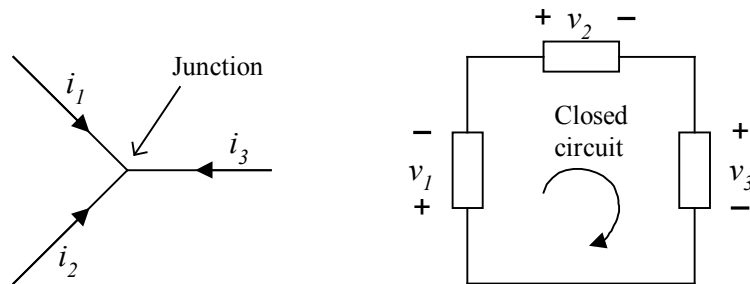 i1
Junction
i3
i2
+ v2 −
−
v1
+
Closed
circuit
+
v3
−